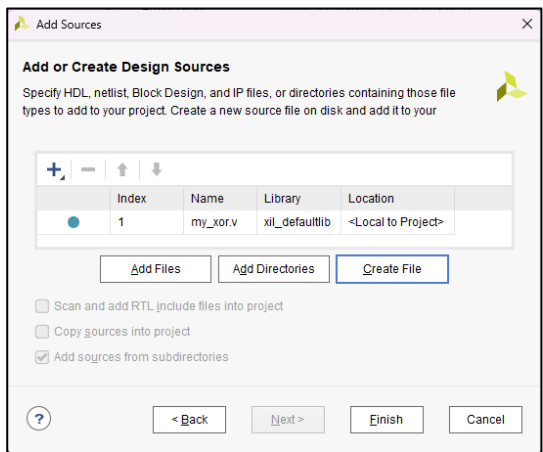 Add Sources
Add or Create Design Sources
Specify HDL, netlist, Block Design, and IP files, or directories containing those file
types to add to your project. Create a new source file on disk and add it to your
Index Name Library Location
1 my_xor.v xil_defaultlib <Local to Project>
Add Files Add Directories Create File
Scan and add RTL include files into project
Copy sources into project
Add sources from subdirectories
? < Back Next > Finish Cancel